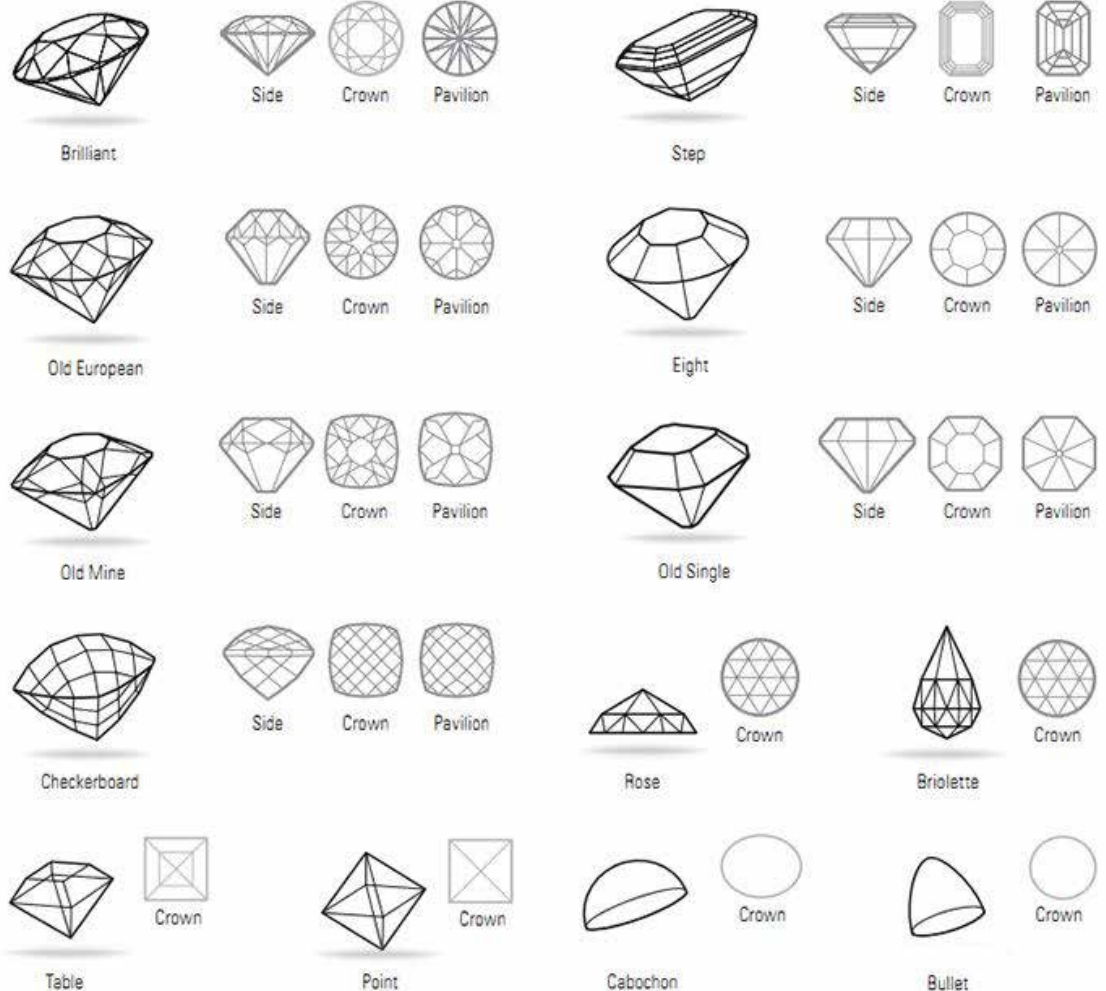 Side Crown Pavilion
Brilliant
Side Crown Pavilion
Step
Side Crown Pavilion
Old European
Side Crown Pavilion
Eight
Side Crown Pavilion
Old Mine
Side Crown Pavilion
Old Single
Side Crown Pavilion
Checkerboard
Crown
Rose
Crown
Briolette
Crown
Table
Crown
Point
Crown
Cabochon
Crown
Bullet